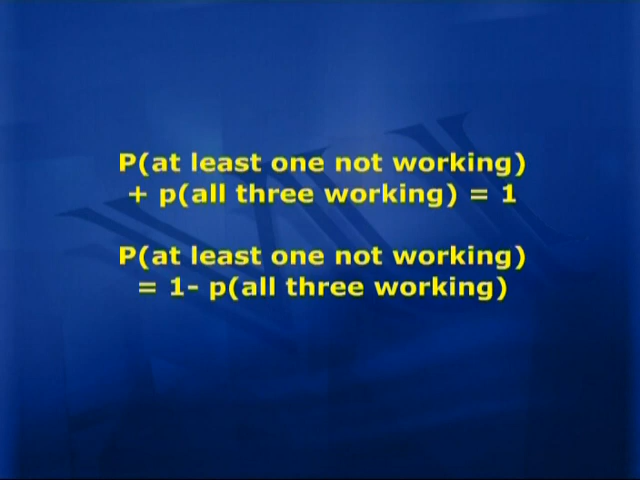 P(at least one not working)
+ p(all three working) = 1
P(at least one not working)
= 1- p(all three working)